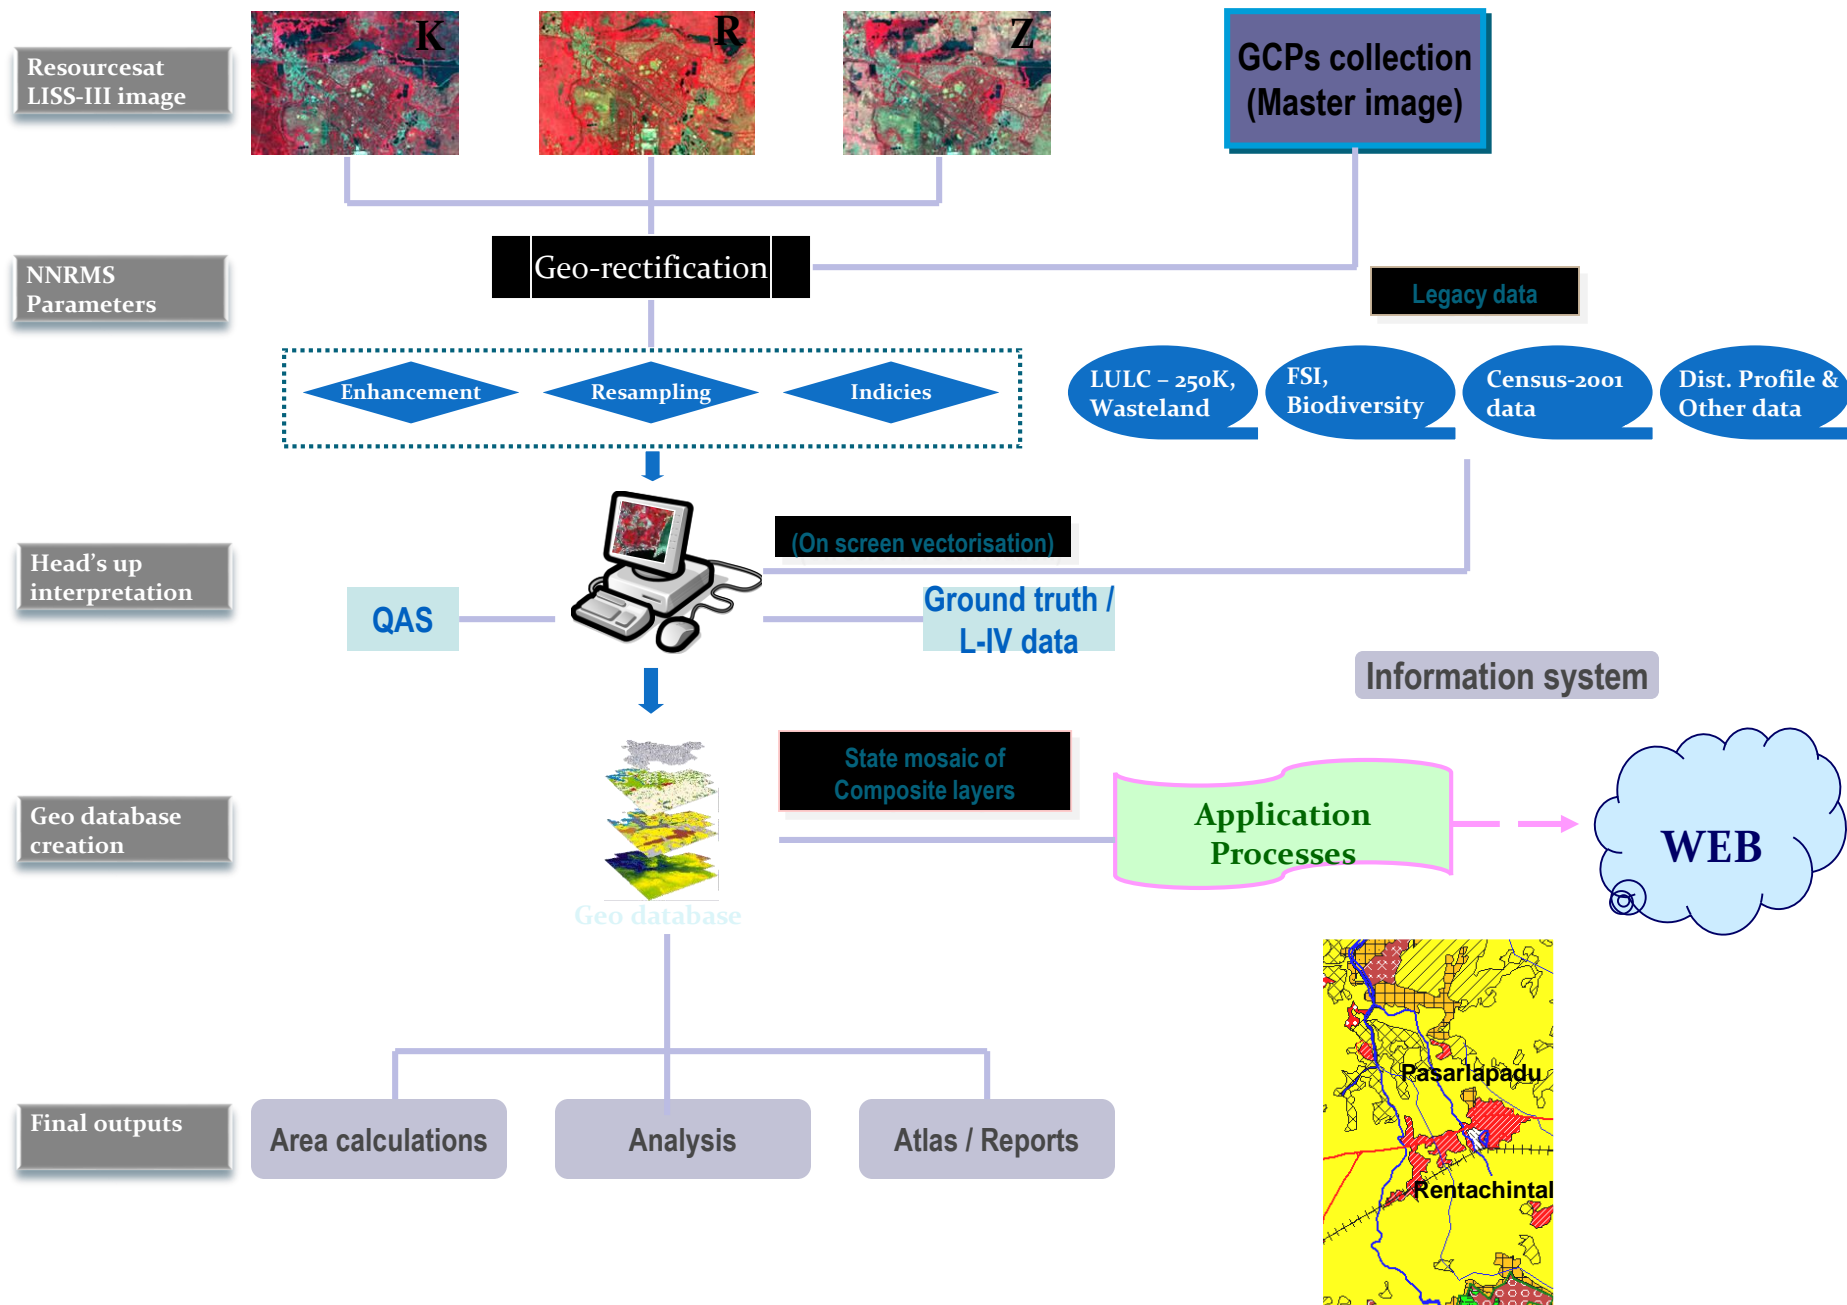 K
R
Z
Resourcesat
LISS-III image
GCPs collection
(Master image)
NNRMS
Parameters
Geo-rectification
Legacy data
Enhancement
Resampling
Indicies
LULC – 250K,
Wasteland
FSI,
Biodiversity
Census-2001
data
Dist. Profile &
Other data
Head's up
interpretation
(On screen vectorisation)
QAS
Ground truth /
L-IV data
Information system
State mosaic of
Composite layers
Geo database
creation
Application
Processes
WEB
Geo database
Pasarlapadu
Rentachintal
Final outputs
Area calculations
Analysis
Atlas / Reports